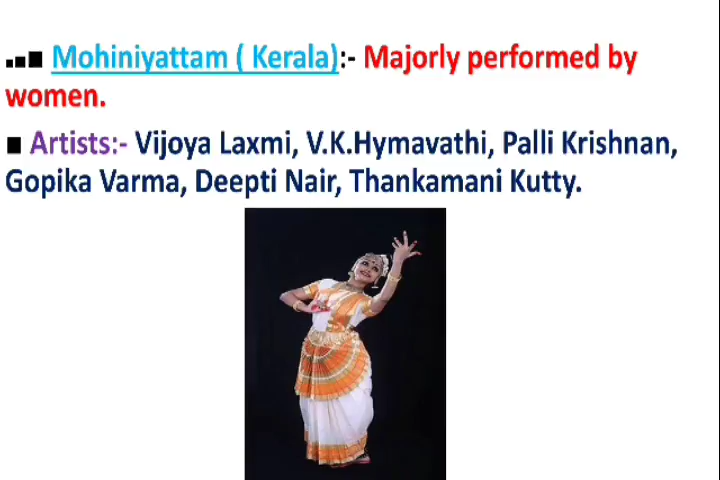 Mohiniyattam ( Kerala):- Majorly performed by
women.
Artists:- Vijoya Laxmi, V.K.Hymavathi, Palli Krishnan,
Gopika Varma, Deepti Nair, Thankamani Kutty.